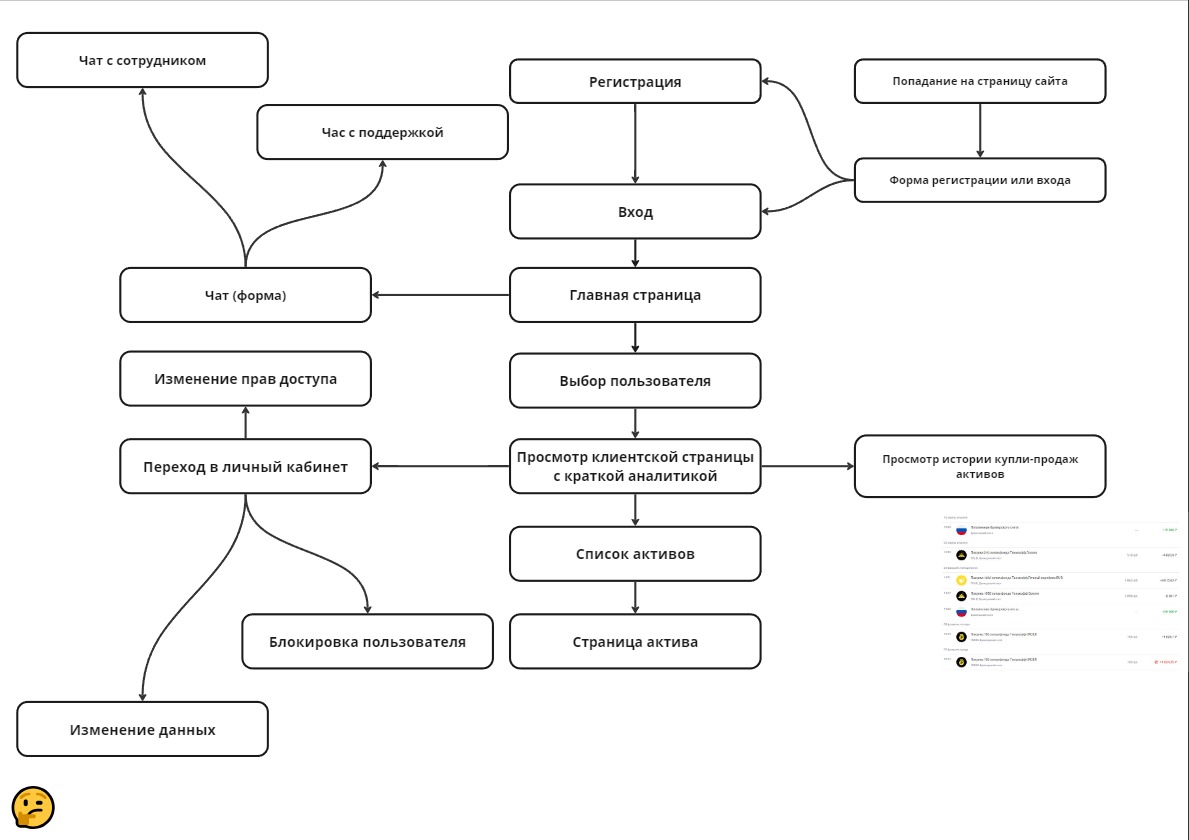 Чат с сотрудником
Регистрация
Попадание на страницу сайта
Час с поддержкой
Форма регистрации или входа
Вход
Чат (форма)
Главная страница
Изменение прав доступа
Выбор пользователя
Переход в личный кабинет
Просмотр клиентской страницы
с краткой аналитикой
Просмотр истории купли-продаж
активов
Список активов
Блокировка пользователя
Страница актива
Изменение данных